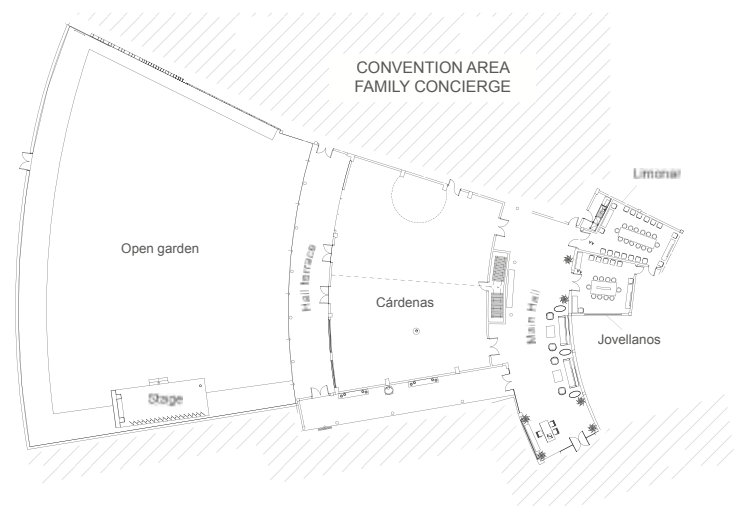 CONVENTION AREA
FAMILY CONCIERGE
Limonar
Open garden
Hall terrace
Cárdenas
Main Hall
Jovellanos
Stage